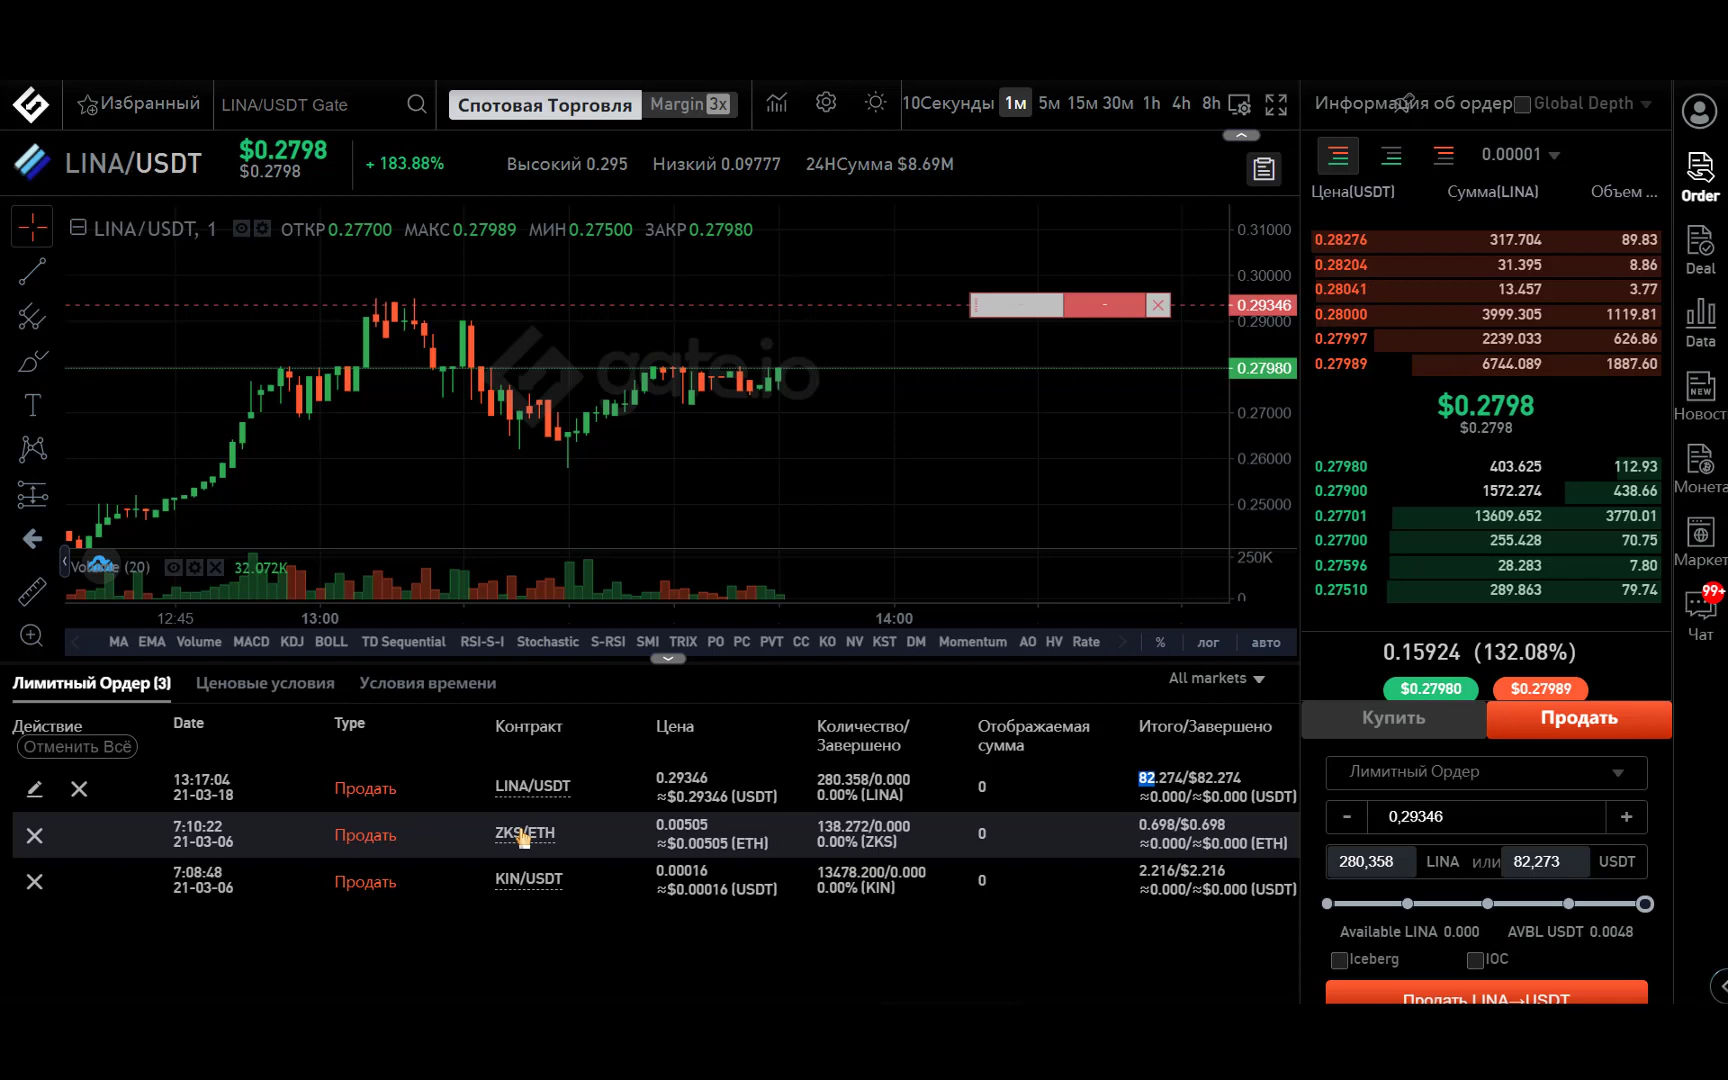 Избранный
LINA/USDT Gate
Спотовая Торговля
Margin 3x
10Секунды 1м 5м 15м 30м 1h 4h 8h
Информация об ордер
Global Depth
LINA/USDT
$0.2798
$0.2798
+ 183.88%
Высокий 0.295
Низкий 0.09777
24HСумма $8.69M
LINA/USDT, 1
ОТКР 0.27700 МАКС 0.27989 МИН 0.27500 ЗАКР 0.27980
gate.io
0.31000
0.30000
0.29346
0.29000
0.27980
0.27000
0.26000
0.25000
250K
0
Volume (20)
32.072K
12:45
13:00
14:00
MA EMA Volume MACD KDJ BOLL TD Sequential RSI-S-I Stochastic S-RSI SMI TRIX PO PC PVT CC KO NV KST DM Momentum AO HV Rate
% лог авто
0.00001
Цена(USDT) Сумма(LINA) Объем ...
0.28276 317.704 89.83
0.28204 31.395 8.86
0.28041 13.457 3.77
0.28000 3999.305 1119.81
0.27997 2239.033 626.86
0.27989 6744.089 1887.60
$0.2798
$0.2798
0.27980 403.625 112.93
0.27900 1572.274 438.66
0.27701 13609.652 3770.01
0.27700 255.428 70.75
0.27596 28.283 7.80
0.27510 289.863 79.74
0.15924 (132.08%)
$0.27980 $0.27989
Купить Продать
Лимитный Ордер
- 0,29346 +
280,358 LINA или 82,273 USDT
Available LINA 0.000 AVBL USDT 0.0048
Iceberg IOC
Продать LINA→USDT
Order
Deal
Data
NEW
Новост
Монета
Маркет
99+
Чат
Лимитный Ордер (3) Ценовые условия Условия времени
All markets
Действие
Отменить Всё
Date
Type
Контракт
Цена
Количество/
Завершено
Отображаемая
сумма
Итого/Завершено
13:17:04
21-03-18
Продать
LINA/USDT
0.29346
≈$0.29346 (USDT)
280.358/0.000
0.00% (LINA)
0
82.274/$82.274
≈0.000/≈$0.000 (USDT)
7:10:22
21-03-06
Продать
ZKS/ETH
0.00505
≈$0.00505 (ETH)
138.272/0.000
0.00% (ZKS)
0
0.698/$0.698
≈0.000/≈$0.000 (ETH)
7:08:48
21-03-06
Продать
KIN/USDT
0.00016
≈$0.00016 (USDT)
13478.200/0.000
0.00% (KIN)
0
2.216/$2.216
≈0.000/≈$0.000 (USDT)